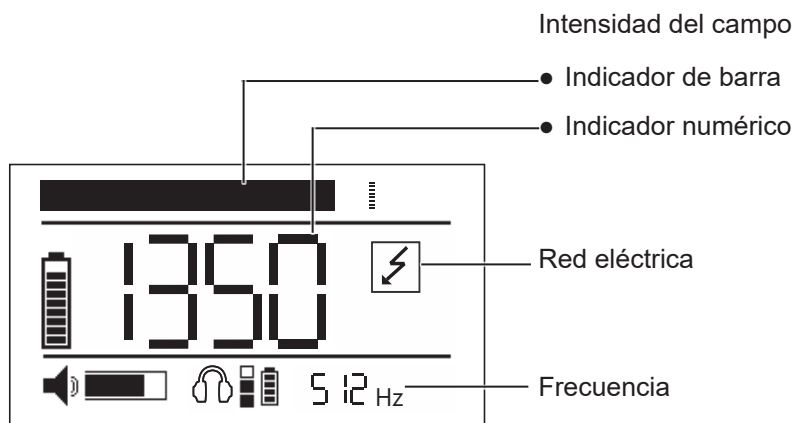 Intensidad del campo
● Indicador de barra
● Indicador numérico
1350
Red eléctrica
512 Hz
Frecuencia